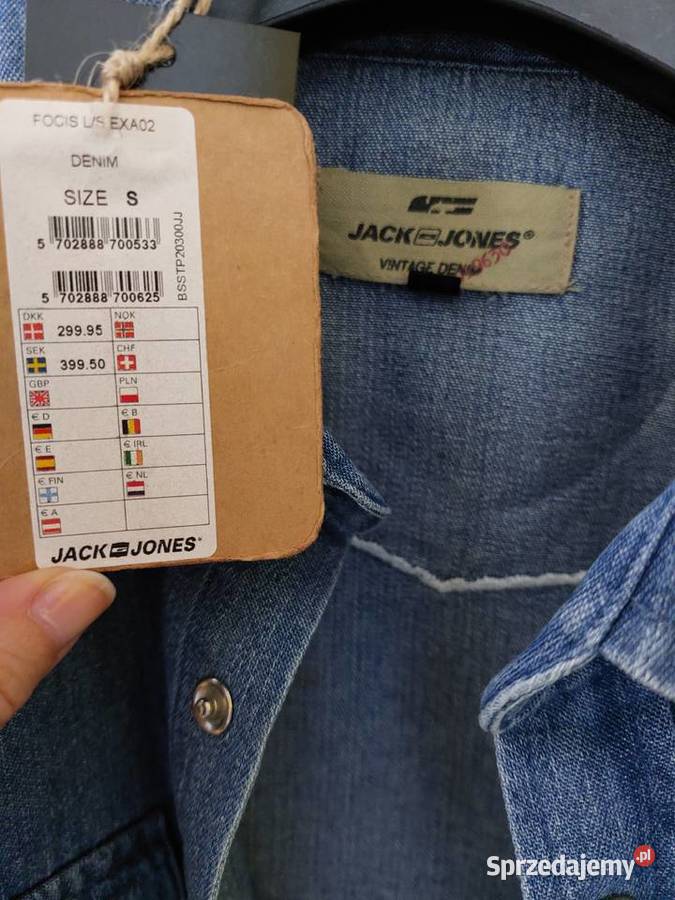 FOCIS L/S EXA02
DENIM
SIZE S
5 702888 700533
5 702888 700625
BSSTP20300JJ
DKK 299.95 NOK
SEK 399.50 CHF
GBP PLN
€ D € B
€ E € IRL
€ FIN € NL
€ A
JACK JONES
JACK JONES®
VINTAGE DENIM
Sprzedajemy.pl